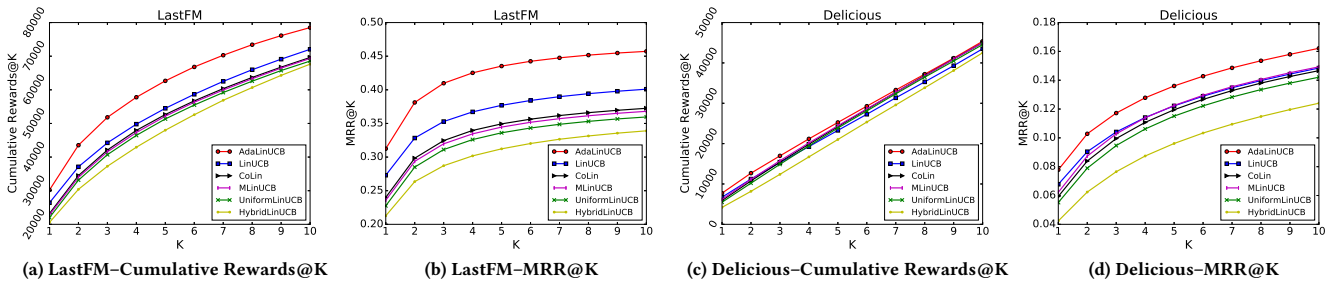 LastFM
Cumulative Rewards@K
80000
70000
60000
50000
40000
30000
20000
1 2 3 4 5 6 7 8 9 10
K
AdaLinUCB
LinUCB
CoLin
MLinUCB
UniformLinUCB
HybridLinUCB
(a) LastFM–Cumulative Rewards@K
LastFM
MRR@K
0.50
0.45
0.40
0.35
0.30
0.25
0.20
1 2 3 4 5 6 7 8 9 10
K
AdaLinUCB
LinUCB
CoLin
MLinUCB
UniformLinUCB
HybridLinUCB
(b) LastFM–MRR@K
Delicious
Cumulative Rewards@K
50000
40000
30000
20000
10000
0
1 2 3 4 5 6 7 8 9 10
K
AdaLinUCB
LinUCB
CoLin
MLinUCB
UniformLinUCB
HybridLinUCB
(c) Delicious–Cumulative Rewards@K
Delicious
MRR@K
0.18
0.16
0.14
0.12
0.10
0.08
0.06
0.04
1 2 3 4 5 6 7 8 9 10
K
AdaLinUCB
LinUCB
CoLin
MLinUCB
UniformLinUCB
HybridLinUCB
(d) Delicious–MRR@K